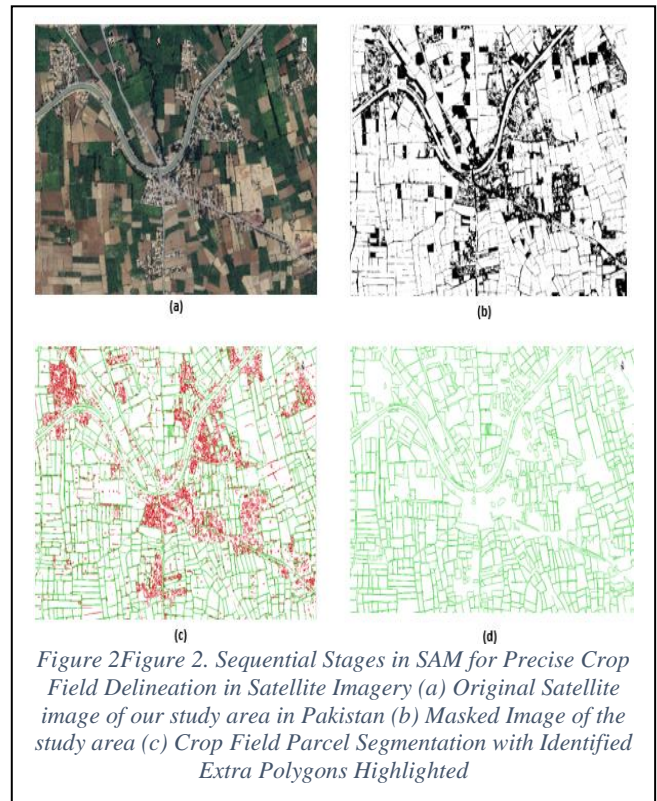 (a)
(b)
(c)
(d)
Figure 2Figure 2. Sequential Stages in SAM for Precise Crop
Field Delineation in Satellite Imagery (a) Original Satellite
image of our study area in Pakistan (b) Masked Image of the
study area (c) Crop Field Parcel Segmentation with Identified
Extra Polygons Highlighted